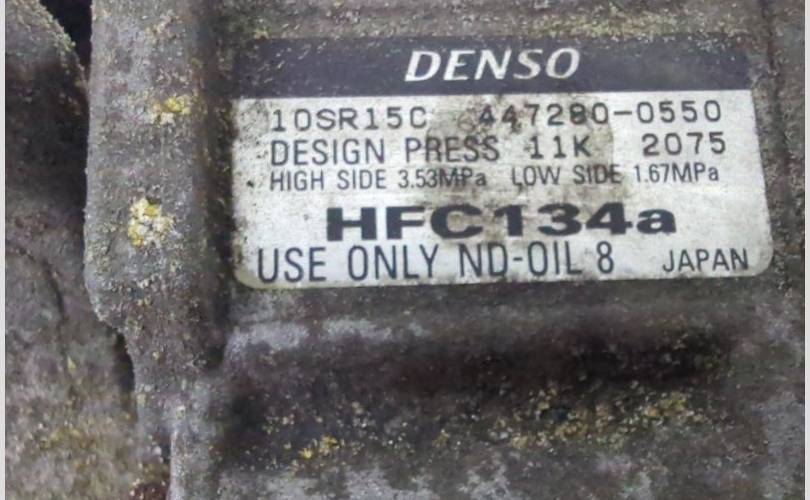 DENSO
10SR15C 447280-0550
DESIGN PRESS 11K 2075
HIGH SIDE 3.53MPa LOW SIDE 1.67MPa
HFC134a
USE ONLY ND-OIL 8 JAPAN